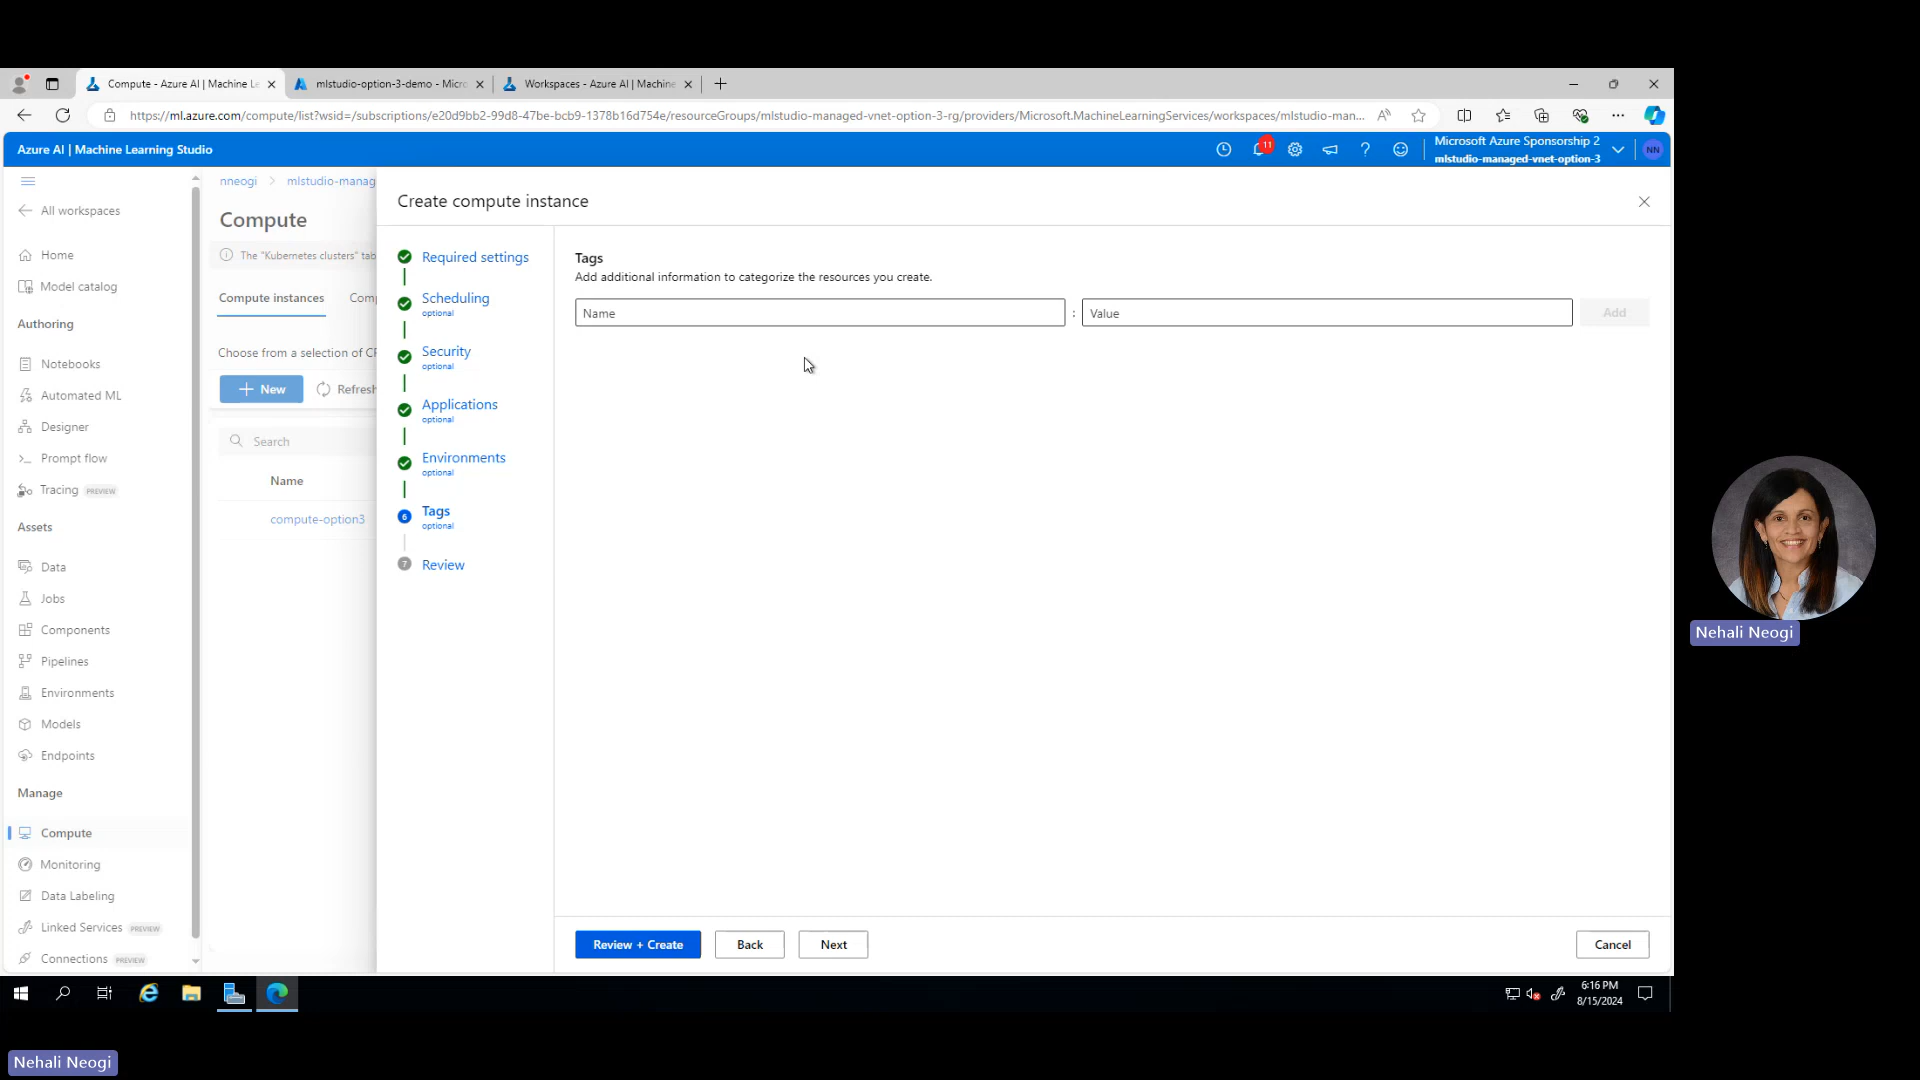 Compute - Azure AI | Machine Le
mlstudio-option-3-demo - Micro
Workspaces - Azure AI | Machine
https://ml.azure.com/compute/list?wsid=/subscriptions/e20d9bb2-99d8-47be-bcb9-1378b16d754e/resourceGroups/mlstudio-managed-vnet-option-3-rg/providers/Microsoft.MachineLearningServices/workspaces/mlstudio-man...
Azure AI | Machine Learning Studio
11
Microsoft Azure Sponsorship 2
mlstudio-managed-vnet-option-3
NN
All workspaces
Home
Model catalog
Authoring
Notebooks
Automated ML
Designer
Prompt flow
Tracing PREVIEW
Assets
Data
Jobs
Components
Pipelines
Environments
Models
Endpoints
Manage
Compute
Monitoring
Data Labeling
Linked Services PREVIEW
Connections PREVIEW
nneogi > mlstudio-manag
Compute
The "Kubernetes clusters" tab
Compute instances Com
Choose from a selection of CP
New Refresh
Search
Name
compute-option3
Create compute instance
Required settings
Scheduling
optional
Security
optional
Applications
optional
Environments
optional
6 Tags
optional
7 Review
Tags
Add additional information to categorize the resources you create.
Name : Value Add
Review + Create Back Next Cancel
6:16 PM
8/15/2024
Nehali Neogi
Nehali Neogi